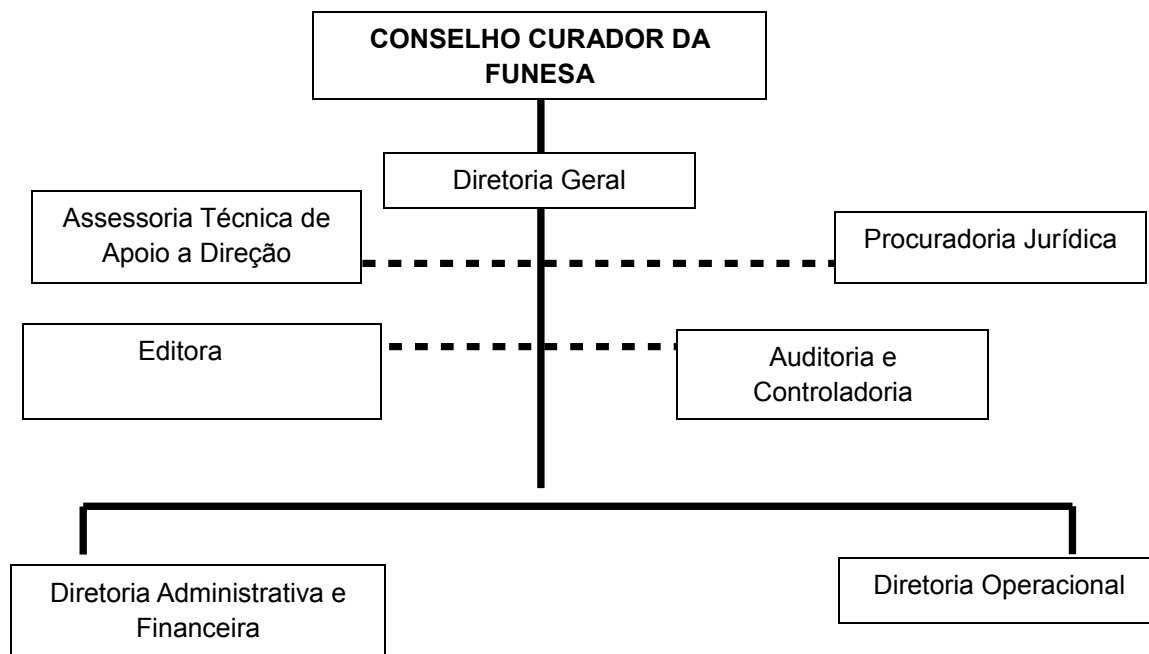 CONSELHO CURADOR DA
FUNESA
Diretoria Geral
Assessoria Técnica de
Apoio a Direção
Procuradoria Jurídica
Editora
Auditoria e
Controladoria
Diretoria Administrativa e
Financeira
Diretoria Operacional